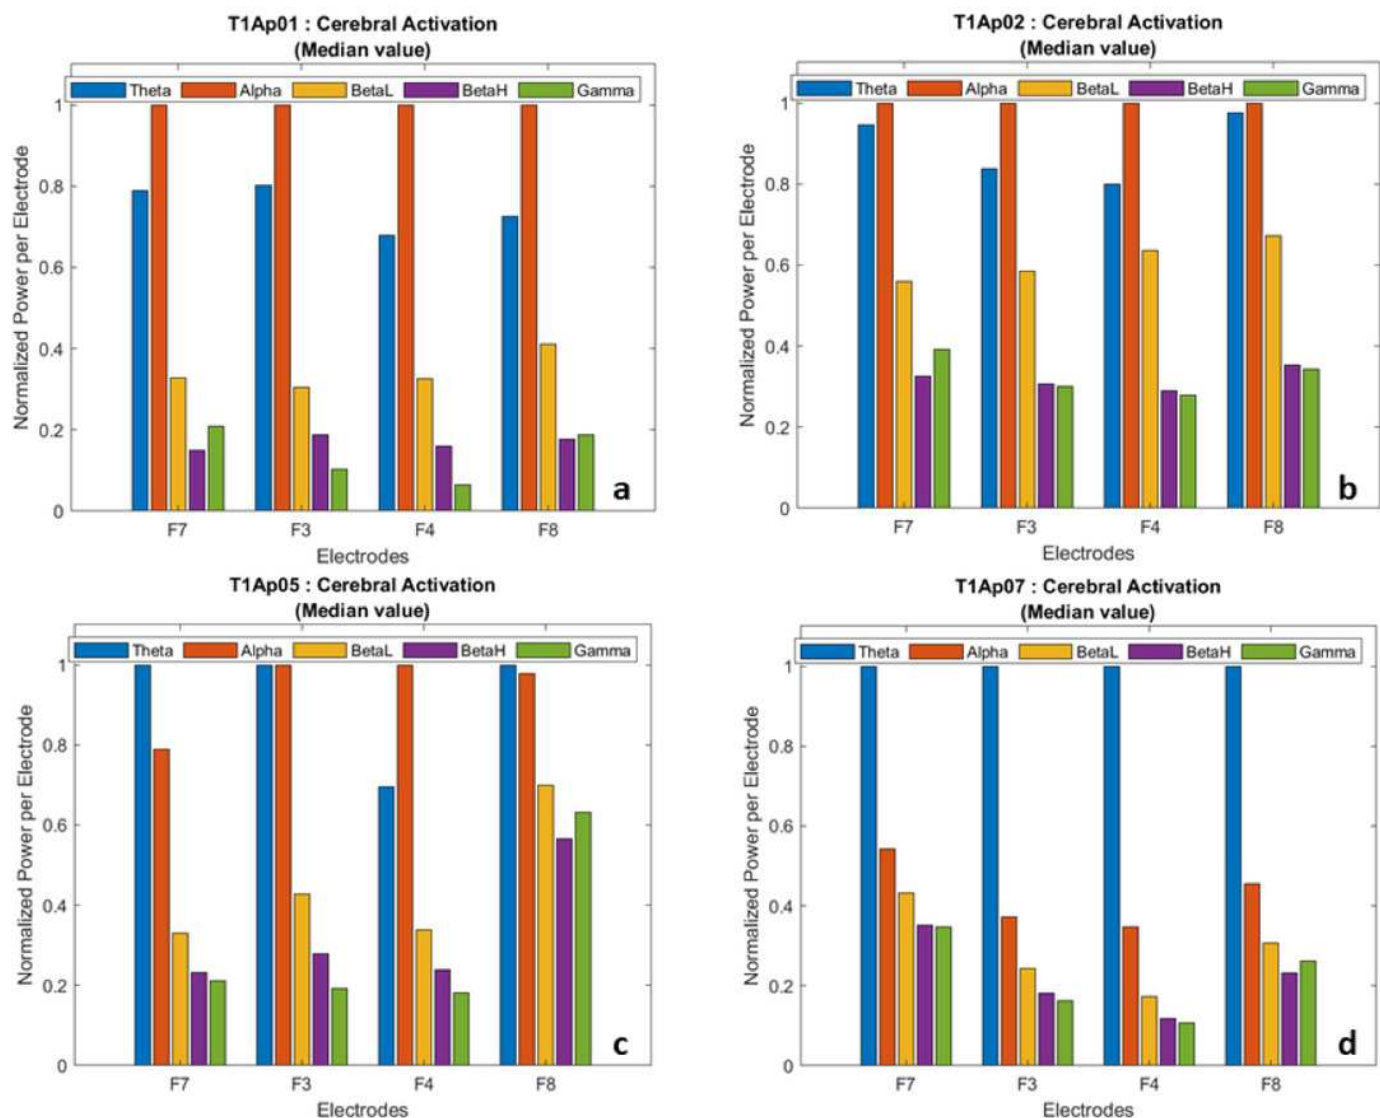 T1Ap01 : Cerebral Activation
(Median value)
Theta Alpha BetaL BetaH Gamma
Normalized Power per Electrode
1
0.8
0.6
0.4
0.2
0
F7 F3 F4 F8
Electrodes
a
T1Ap02 : Cerebral Activation
(Median value)
Theta Alpha BetaL BetaH Gamma
Normalized Power per Electrode
1
0.8
0.6
0.4
0.2
0
F7 F3 F4 F8
Electrodes
b
T1Ap05 : Cerebral Activation
(Median value)
Theta Alpha BetaL BetaH Gamma
Normalized Power per Electrode
1
0.8
0.6
0.4
0.2
0
F7 F3 F4 F8
Electrodes
c
T1Ap07 : Cerebral Activation
(Median value)
Theta Alpha BetaL BetaH Gamma
Normalized Power per Electrode
1
0.8
0.6
0.4
0.2
0
F7 F3 F4 F8
Electrodes
d